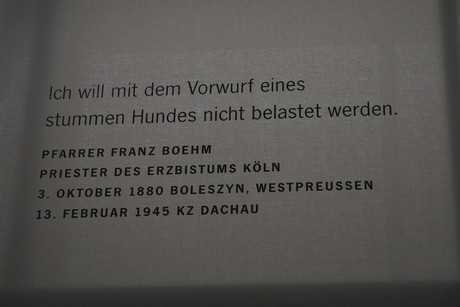 Ich will mit dem Vorwurf eines
stummen Hundes nicht belastet werden.
PFARRER FRANZ BOEHM
PRIESTER DES ERZBISTUMS KÖLN
3. OKTOBER 1880 BOLESZYN, WESTPREUSSEN
13. FEBRUAR 1945 KZ DACHAU